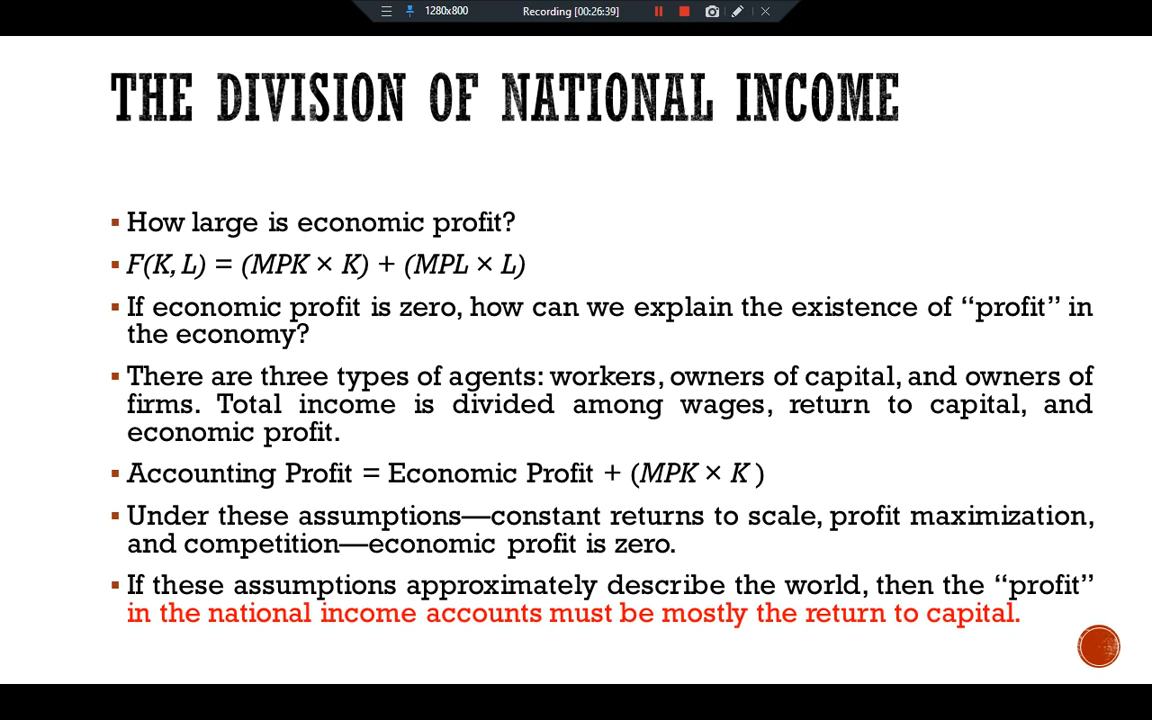 1280x800 Recording [00:26:39]
THE DIVISION OF NATIONAL INCOME
▪ How large is economic profit?
▪ F(K, L) = (MPK × K) + (MPL × L)
▪ If economic profit is zero, how can we explain the existence of “profit” in
the economy?
▪ There are three types of agents: workers, owners of capital, and owners of
firms. Total income is divided among wages, return to capital, and
economic profit.
▪ Accounting Profit = Economic Profit + (MPK × K )
▪ Under these assumptions—constant returns to scale, profit maximization,
and competition—economic profit is zero.
▪ If these assumptions approximately describe the world, then the “profit”
in the national income accounts must be mostly the return to capital.